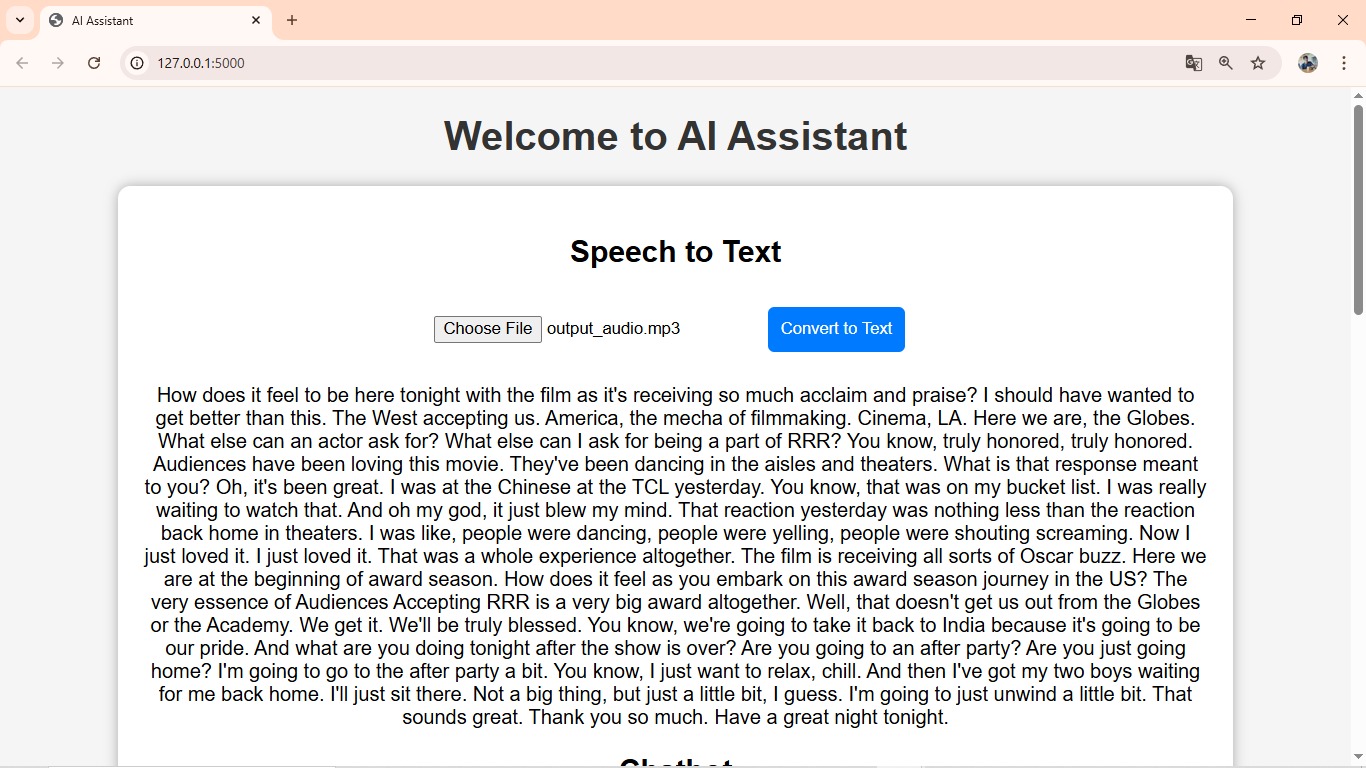 AI Assistant
127.0.0.1:5000
Welcome to AI Assistant
Speech to Text
Choose File output_audio.mp3
Convert to Text
How does it feel to be here tonight with the film as it's receiving so much acclaim and praise? I should have wanted to
get better than this. The West accepting us. America, the mecha of filmmaking. Cinema, LA. Here we are, the Globes.
What else can an actor ask for? What else can I ask for being a part of RRR? You know, truly honored, truly honored.
Audiences have been loving this movie. They've been dancing in the aisles and theaters. What is that response meant
to you? Oh, it's been great. I was at the Chinese at the TCL yesterday. You know, that was on my bucket list. I was really
waiting to watch that. And oh my god, it just blew my mind. That reaction yesterday was nothing less than the reaction
back home in theaters. I was like, people were dancing, people were yelling, people were shouting screaming. Now I
just loved it. I just loved it. That was a whole experience altogether. The film is receiving all sorts of Oscar buzz. Here we
are at the beginning of award season. How does it feel as you embark on this award season journey in the US? The
very essence of Audiences Accepting RRR is a very big award altogether. Well, that doesn't get us out from the Globes
or the Academy. We get it. We'll be truly blessed. You know, we're going to take it back to India because it's going to be
our pride. And what are you doing tonight after the show is over? Are you going to an after party? Are you just going
home? I'm going to go to the after party a bit. You know, I just want to relax, chill. And then I've got my two boys waiting
for me back home. I'll just sit there. Not a big thing, but just a little bit, I guess. I'm going to just unwind a little bit. That
sounds great. Thank you so much. Have a great night tonight.
Chatbot